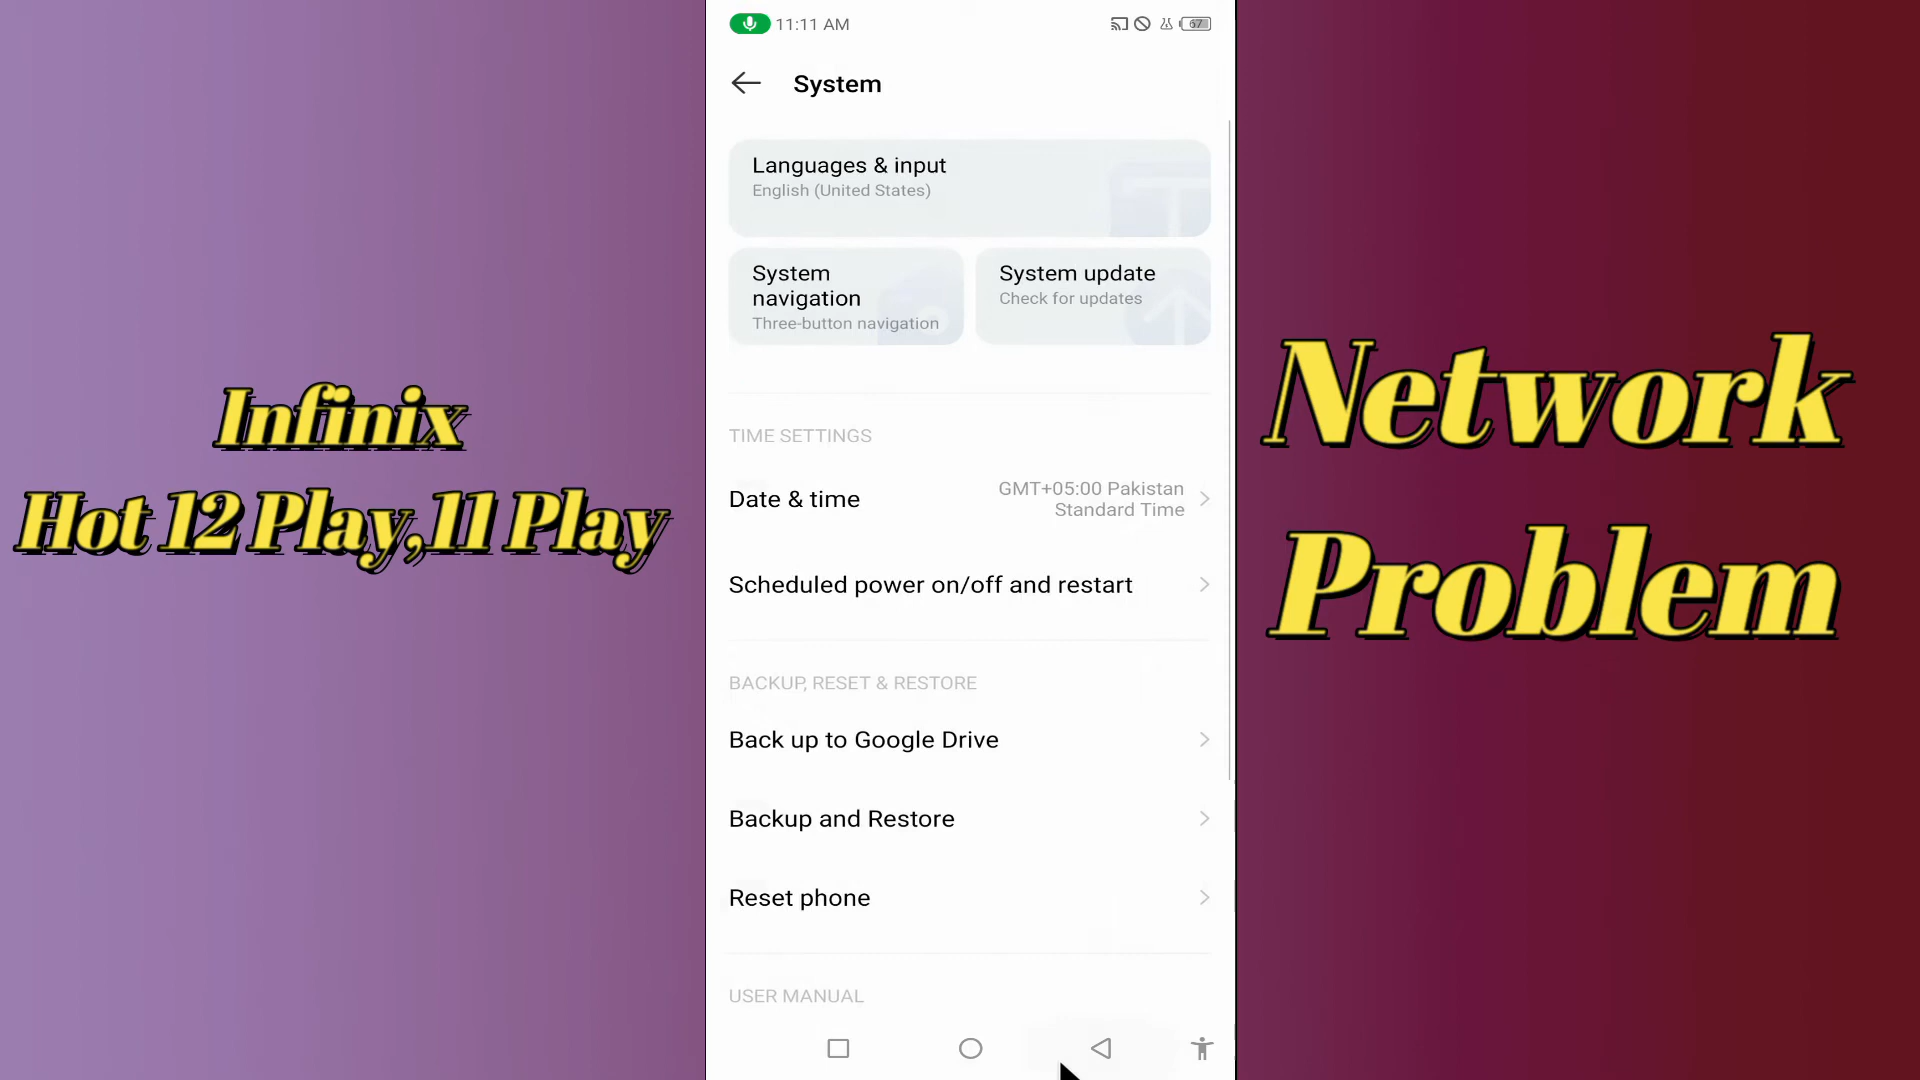 11:11 AM
67
System
Languages & input
English (United States)
System
navigation
Three-button navigation
System update
Check for updates
TIME SETTINGS
Date & time
GMT+05:00 Pakistan
Standard Time
Scheduled power on/off and restart
BACKUP, RESET & RESTORE
Back up to Google Drive
Backup and Restore
Reset phone
USER MANUAL
Infinix
Hot 12 Play,11 Play
Network
Problem